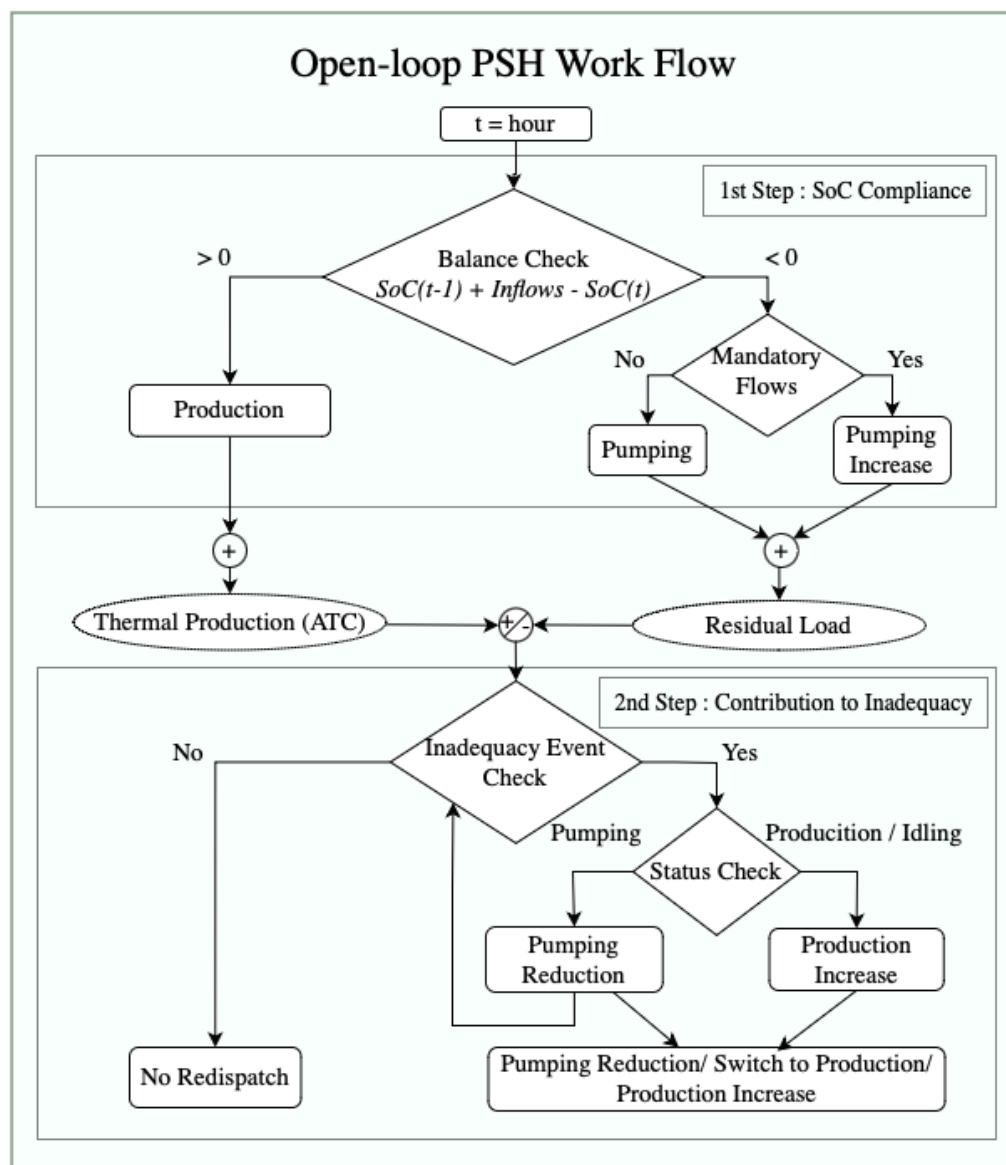 Open-loop PSH Work Flow
t = hour
1st Step : SoC Compliance
> 0
< 0
Balance Check
SoC(t-1) + Inflows - SoC(t)
No
Mandatory
Flows
Yes
Production
Pumping
Pumping
Increase
+
+
Thermal Production (ATC)
+/-
Residual Load
2nd Step : Contribution to Inadequacy
No
Inadequacy Event
Check
Yes
Pumping
Producition / Idling
Status Check
Pumping
Reduction
Production
Increase
No Redispatch
Pumping Reduction/ Switch to Production/
Production Increase